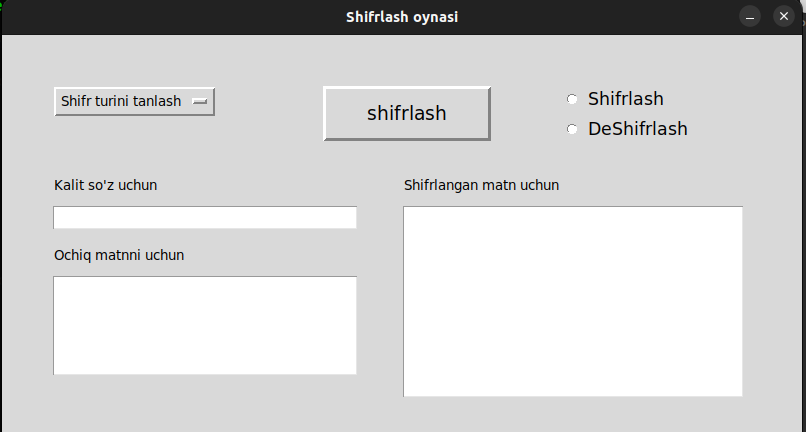 Shifrlash oynasi
Shifr turini tanlash
shifrlash
Shifrlash
DeShifrlash
Kalit so'z uchun
Shifrlangan matn uchun
Ochiq matnni uchun